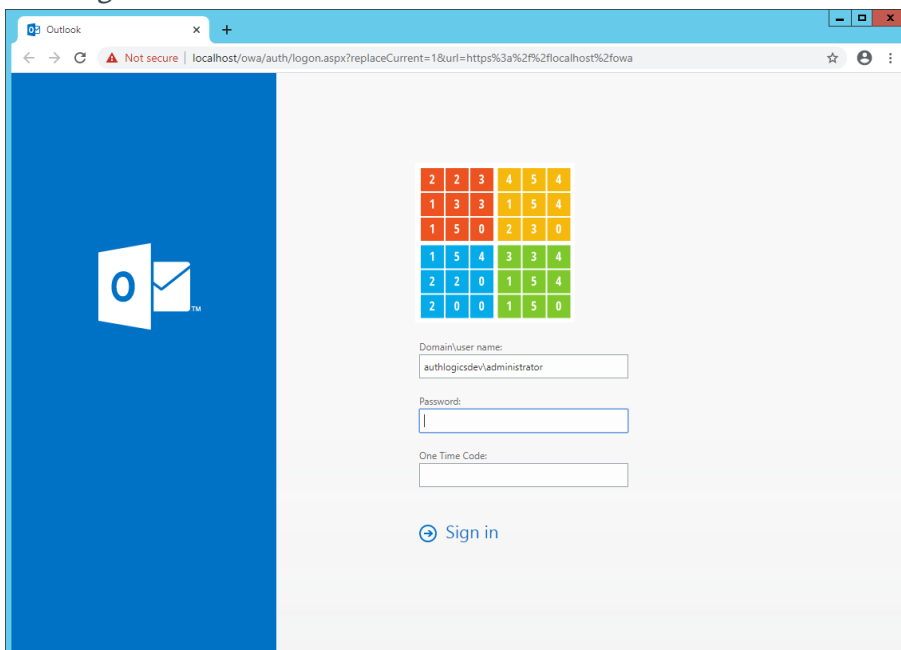 Outlook
Not secure | localhost/owa/auth/logon.aspx?replaceCurrent=1&url=https%3a%2f%2flocalhost%2fowa
2 2 3 4 5 4
1 3 3 1 5 4
1 5 0 2 3 0
1 5 4 3 3 4
2 2 0 1 5 4
2 0 0 1 5 0
O
TM
Domain\user name:
authlogicsdev\administrator
Password:
One Time Code:
Sign in